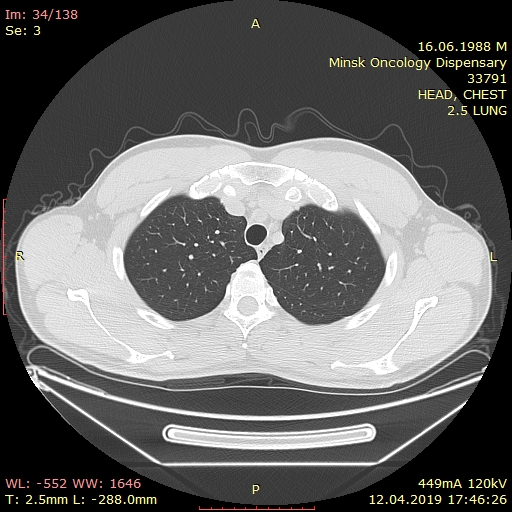 Im: 34/138
Se: 3
A
16.06.1988 M
Minsk Oncology Dispensary
33791
HEAD, CHEST
2.5 LUNG
R
L
WL: -552 WW: 1646
T: 2.5mm L: -288.0mm
P
449mA 120kV
12.04.2019 17:46:26